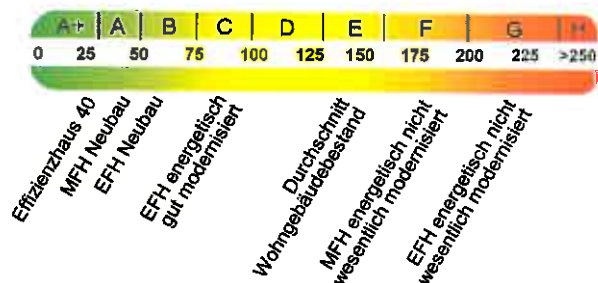 A+ A B C D E F G H
0 25 50 75 100 125 150 175 200 225 >250
Effizienzhaus 40
MFH Neubau
EFH Neubau
EFH energetisch
gut modernisiert
Durchschnitt
Wohngebäudebestand
MFH energetisch nicht
wesentlich modernisiert
EFH energetisch nicht
wesentlich modernisiert